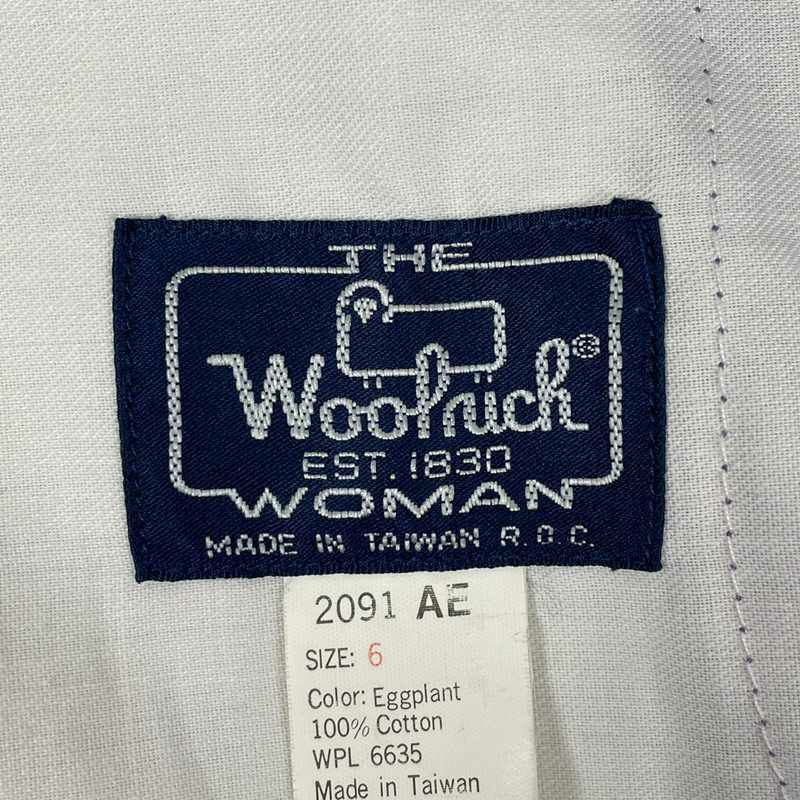 THE
Woolrich®
EST. 1830
WOMAN
MADE IN TAIWAN R.O.C.
2091 AE
SIZE: 6
Color: Eggplant
100% Cotton
WPL 6635
Made in Taiwan